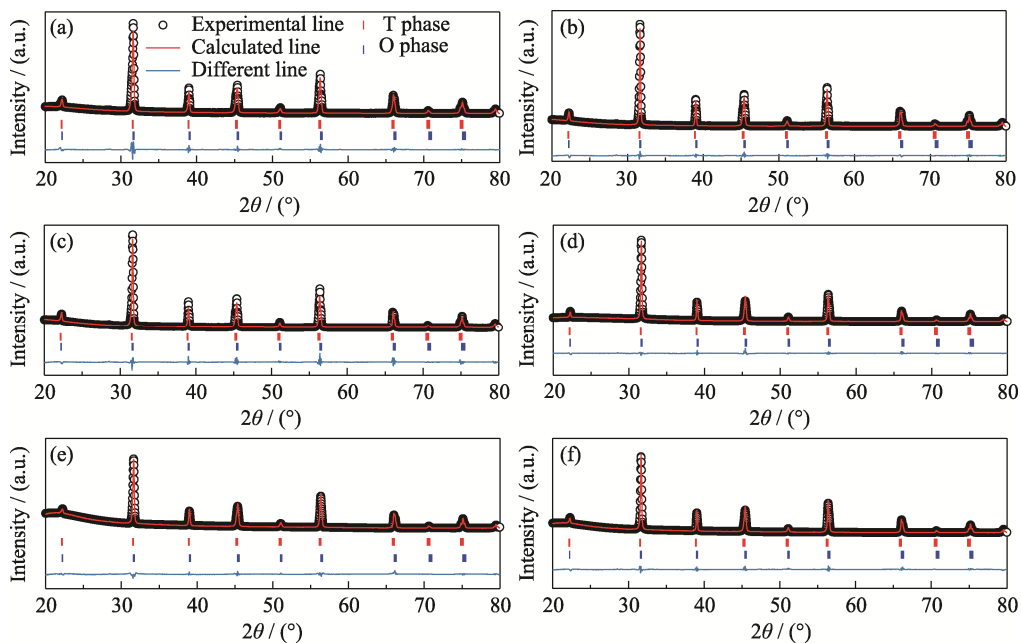 (a)
Experimental line
Calculated line
Different line
T phase
O phase
Intensity / (a.u.)
20 30 40 50 60 70 80
2θ / (°)
(b)
Intensity / (a.u.)
20 30 40 50 60 70 80
2θ / (°)
(c)
Intensity / (a.u.)
20 30 40 50 60 70 80
2θ / (°)
(d)
Intensity / (a.u.)
20 30 40 50 60 70 80
2θ / (°)
(e)
Intensity / (a.u.)
20 30 40 50 60 70 80
2θ / (°)
(f)
Intensity / (a.u.)
20 30 40 50 60 70 80
2θ / (°)